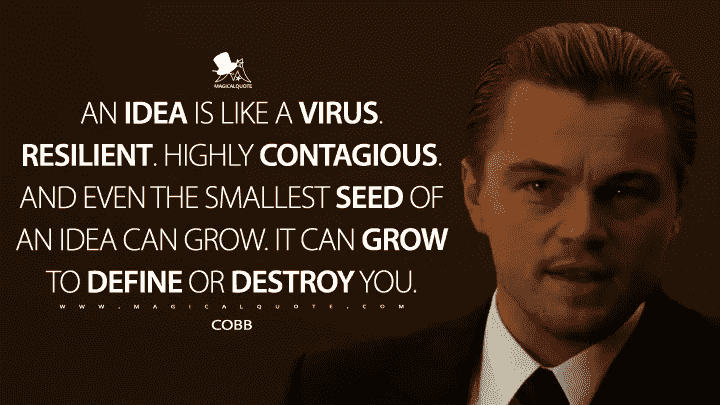 MAGICALQUOTE
AN IDEA IS LIKE A VIRUS.
RESILIENT. HIGHLY CONTAGIOUS.
AND EVEN THE SMALLEST SEED OF
AN IDEA CAN GROW. IT CAN GROW
TO DEFINE OR DESTROY YOU.
WWW.MAGICALQUOTE.COM
COBB